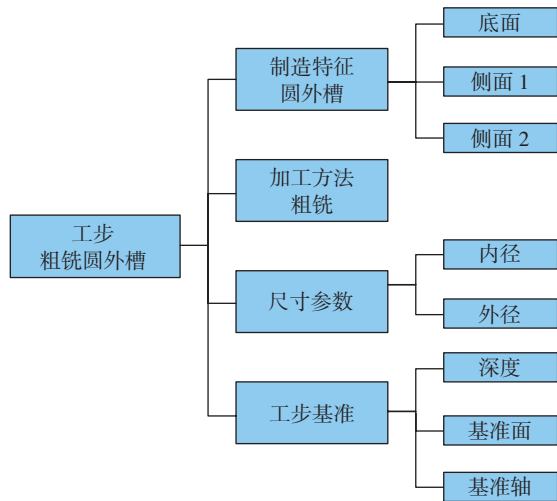 工步
粗铣圆外槽
制造特征
圆外槽
底面
侧面 1
侧面 2
加工方法
粗铣
尺寸参数
内径
外径
工步基准
深度
基准面
基准轴